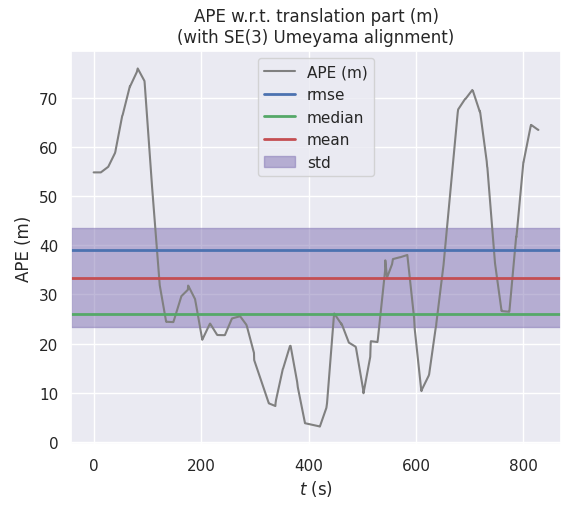 APE w.r.t. translation part (m)
(with SE(3) Umeyama alignment)
APE (m)
rmse
median
mean
std
APE (m)
70
60
50
40
30
20
10
0
0 200 400 600 800
t (s)